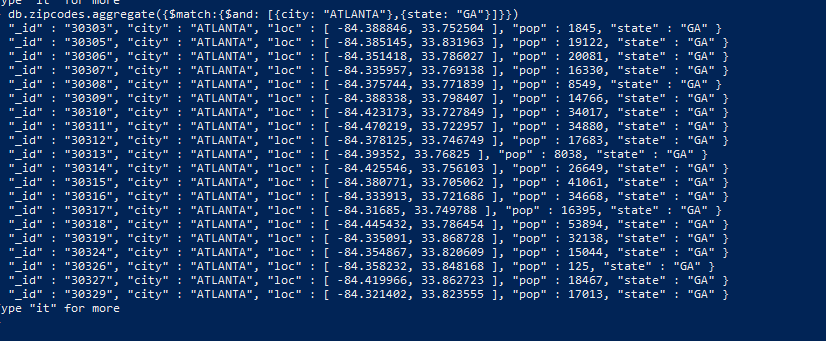 ype "it" for more
db.zipcodes.aggregate({$match:{$and: [{city: "ATLANTA"},{state: "GA"}]}})
"_id" : "30303", "city" : "ATLANTA", "loc" : [ -84.388846, 33.752504 ], "pop" : 1845, "state" : "GA" }
"_id" : "30305", "city" : "ATLANTA", "loc" : [ -84.385145, 33.831963 ], "pop" : 19122, "state" : "GA" }
"_id" : "30306", "city" : "ATLANTA", "loc" : [ -84.351418, 33.786027 ], "pop" : 20081, "state" : "GA" }
"_id" : "30307", "city" : "ATLANTA", "loc" : [ -84.335957, 33.769138 ], "pop" : 16330, "state" : "GA" }
"_id" : "30308", "city" : "ATLANTA", "loc" : [ -84.375744, 33.771839 ], "pop" : 8549, "state" : "GA" }
"_id" : "30309", "city" : "ATLANTA", "loc" : [ -84.388338, 33.798407 ], "pop" : 14766, "state" : "GA" }
"_id" : "30310", "city" : "ATLANTA", "loc" : [ -84.423173, 33.727849 ], "pop" : 34017, "state" : "GA" }
"_id" : "30311", "city" : "ATLANTA", "loc" : [ -84.470219, 33.722957 ], "pop" : 34880, "state" : "GA" }
"_id" : "30312", "city" : "ATLANTA", "loc" : [ -84.378125, 33.746749 ], "pop" : 17683, "state" : "GA" }
"_id" : "30313", "city" : "ATLANTA", "loc" : [ -84.39352, 33.76825 ], "pop" : 8038, "state" : "GA" }
"_id" : "30314", "city" : "ATLANTA", "loc" : [ -84.425546, 33.756103 ], "pop" : 26649, "state" : "GA" }
"_id" : "30315", "city" : "ATLANTA", "loc" : [ -84.380771, 33.705062 ], "pop" : 41061, "state" : "GA" }
"_id" : "30316", "city" : "ATLANTA", "loc" : [ -84.333913, 33.721686 ], "pop" : 34668, "state" : "GA" }
"_id" : "30317", "city" : "ATLANTA", "loc" : [ -84.31685, 33.749788 ], "pop" : 16395, "state" : "GA" }
"_id" : "30318", "city" : "ATLANTA", "loc" : [ -84.445432, 33.786454 ], "pop" : 53894, "state" : "GA" }
"_id" : "30319", "city" : "ATLANTA", "loc" : [ -84.335091, 33.868728 ], "pop" : 32138, "state" : "GA" }
"_id" : "30324", "city" : "ATLANTA", "loc" : [ -84.354867, 33.820609 ], "pop" : 15044, "state" : "GA" }
"_id" : "30326", "city" : "ATLANTA", "loc" : [ -84.358232, 33.848168 ], "pop" : 125, "state" : "GA" }
"_id" : "30327", "city" : "ATLANTA", "loc" : [ -84.419966, 33.862723 ], "pop" : 18467, "state" : "GA" }
"_id" : "30329", "city" : "ATLANTA", "loc" : [ -84.321402, 33.823555 ], "pop" : 17013, "state" : "GA" }
ype "it" for more